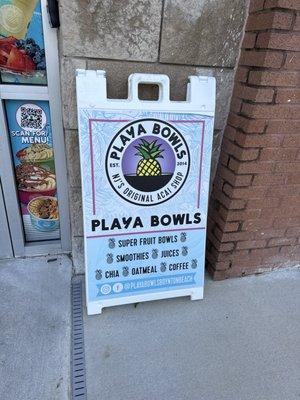 SCAN FOR
MENU!
PLAYA BOWLS
EST. 2014
NJ'S ORIGINAL ACAI SHOP
PLAYA BOWLS
SUPER FRUIT BOWLS
SMOOTHIES JUICES
CHIA OATMEAL COFFEE
@PLAYABOWLSBOYNTONBEACH